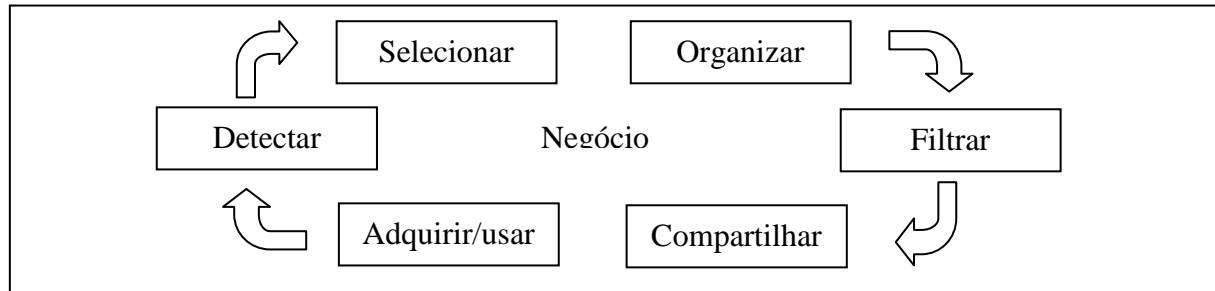 Selecionar Organizar
Detectar Negócio Filtrar
Adquirir/usar Compartilhar